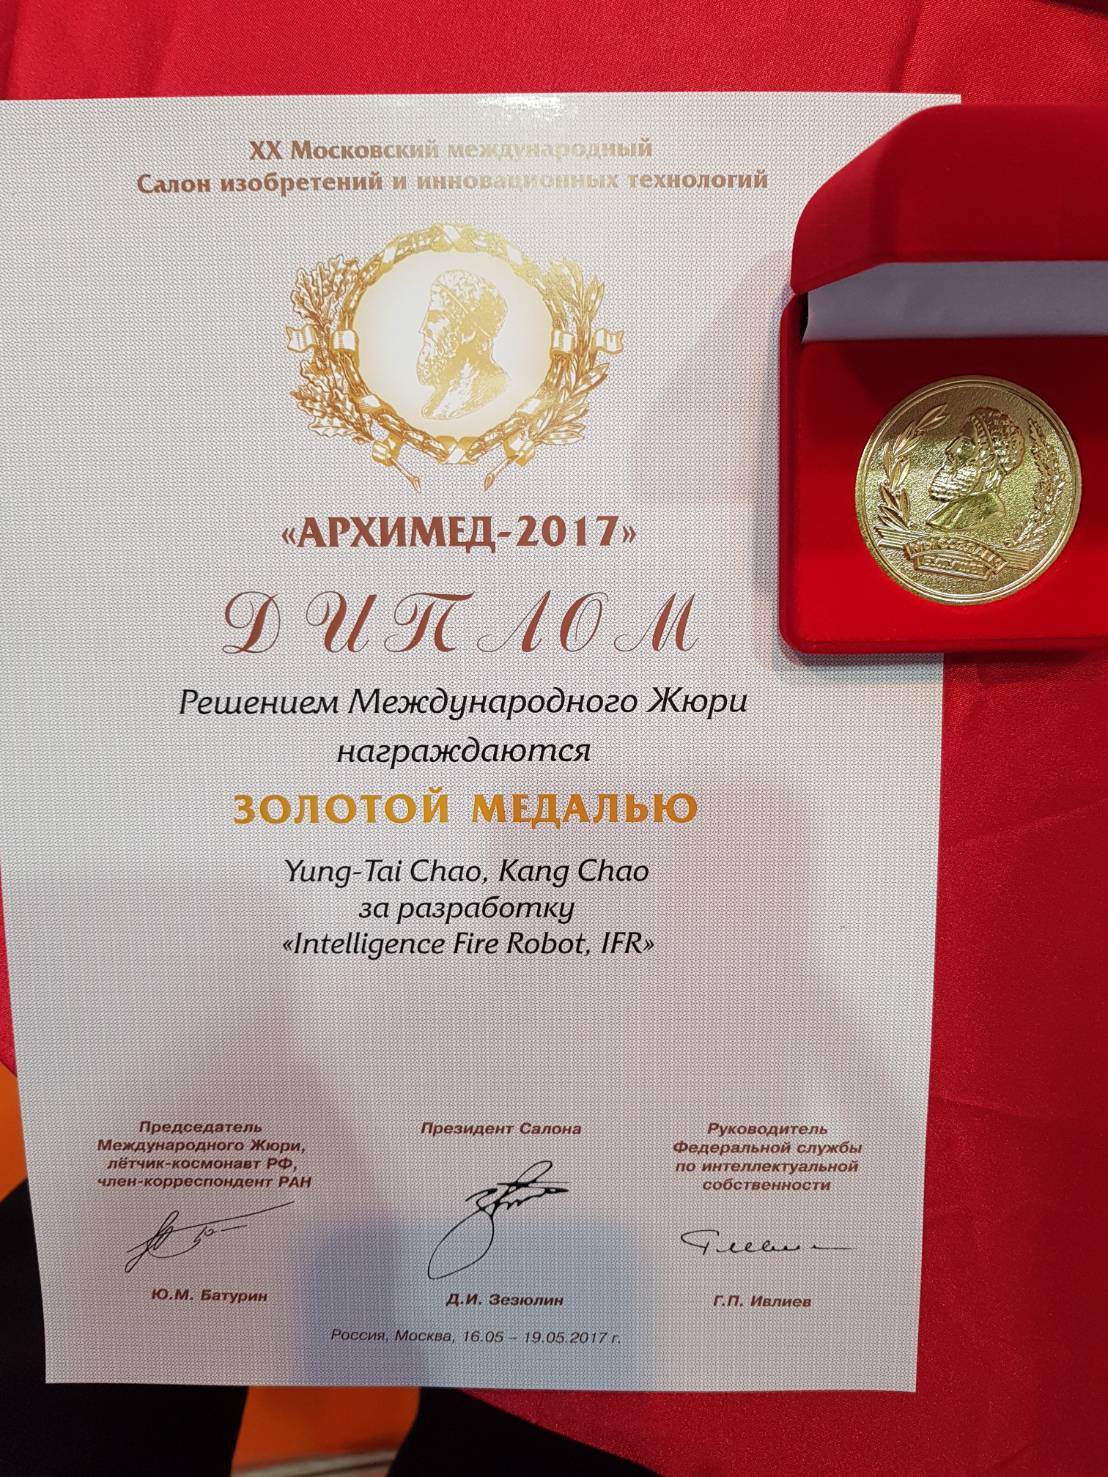 XX Московский международный
Салон изобретений и инновационных технологий
«АРХИМЕД-2017»
ДИПЛОМ
Решением Международного Жюри
награждаются
ЗОЛОТОЙ МЕДАЛЬЮ
Yung-Tai Chao, Kang Chao
за разработку
«Intelligence Fire Robot, IFR»
Председатель
Международного Жюри,
лётчик-космонавт РФ,
член-корреспондент РАН
Ю.М. Батурин
Президент Салона
Д.И. Зезюлин
Руководитель
Федеральной службы
по интеллектуальной
собственности
Г.П. Ивлиев
Россия, Москва, 16.05 – 19.05.2017 г.